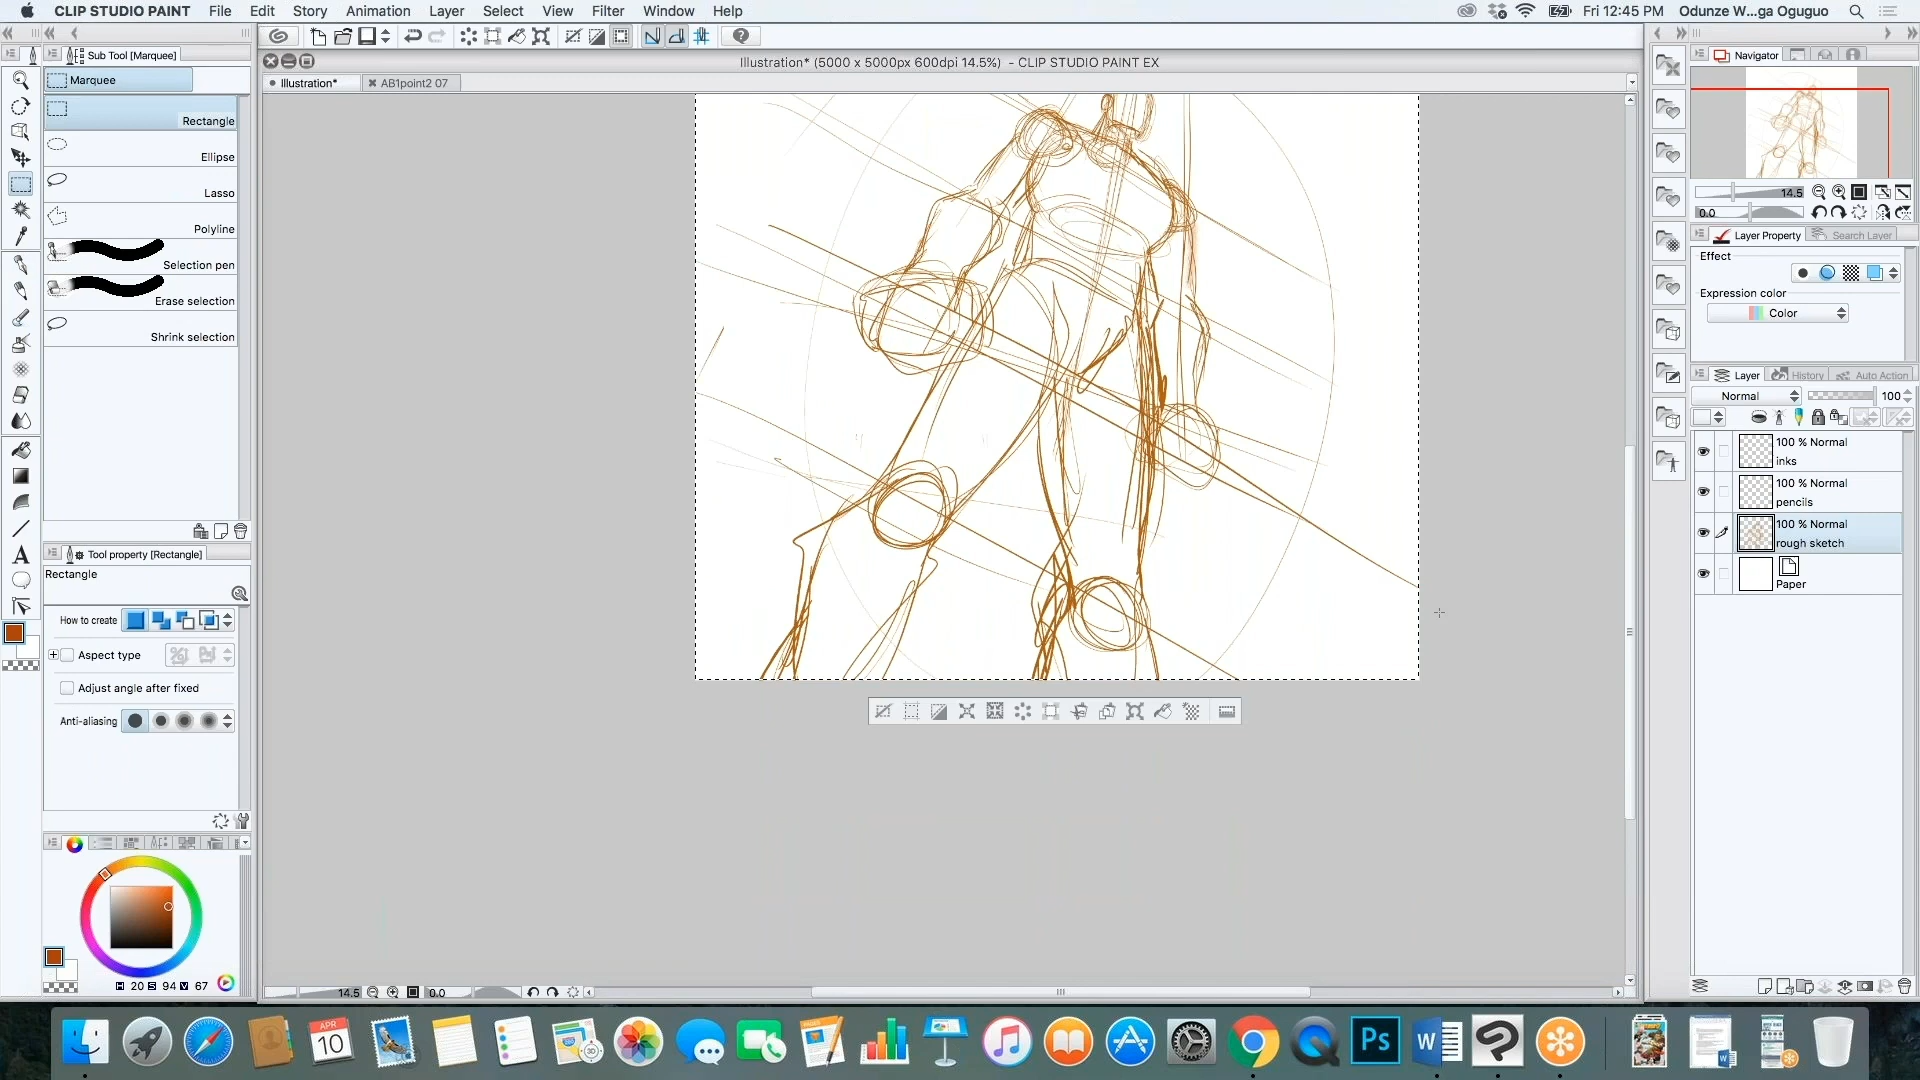 CLIP STUDIO PAINT File Edit Story Animation Layer Select View Filter Window Help Fri 12:45 PM Odunze W...ga Oguguo
Sub Tool [Marquee]
Marquee
Rectangle
Ellipse
Lasso
Polyline
Selection pen
Erase selection
Shrink selection
Tool property [Rectangle]
Rectangle
How to create
Aspect type
Adjust angle after fixed
Anti-aliasing
H 20 S 94 V 67
Illustration* (5000 x 5000px 600dpi 14.5%) - CLIP STUDIO PAINT EX
Illustration* AB1point2 07
14.5 0.0
Navigator
14.5
0.0
Layer Property Search Layer
Effect
Expression color
Color
Layer History Auto Action
Normal 100
100 % Normal
inks
100 % Normal
pencils
100 % Normal
rough sketch
Paper
APR
10
PAGES
Ps
W